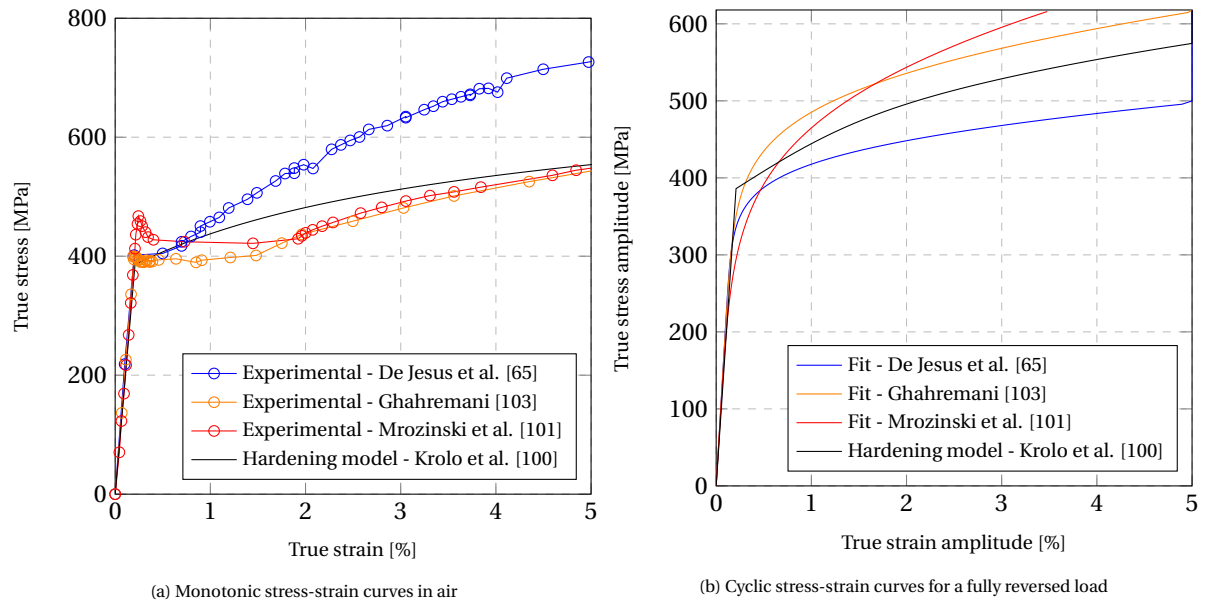 800
600
400
200
0
0
1
2
3
4
5
True stress [MPa]
True strain [%]
Experimental - De Jesus et al. [65]
Experimental - Ghahremani [103]
Experimental - Mrozinski et al. [101]
Hardening model - Krolo et al. [100]
(a) Monotonic stress-strain curves in air
600
500
400
300
200
100
0
0
1
2
3
4
5
True stress amplitude [MPa]
True strain amplitude [%]
Fit - De Jesus et al. [65]
Fit - Ghahremani [103]
Fit - Mrozinski et al. [101]
Hardening model - Krolo et al. [100]
(b) Cyclic stress-strain curves for a fully reversed load